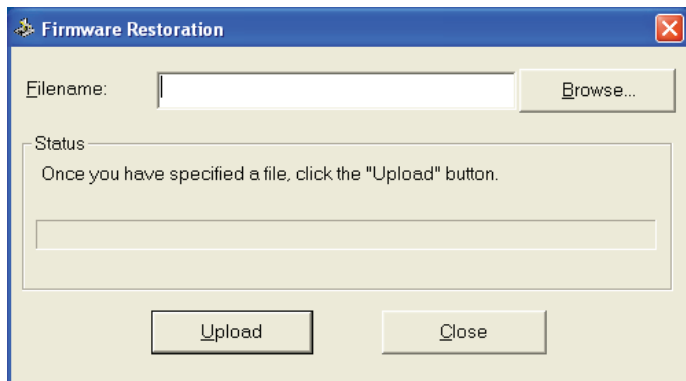 Firmware Restoration
Filename:
Browse...
Status
Once you have specified a file, click the "Upload" button.
Upload
Close